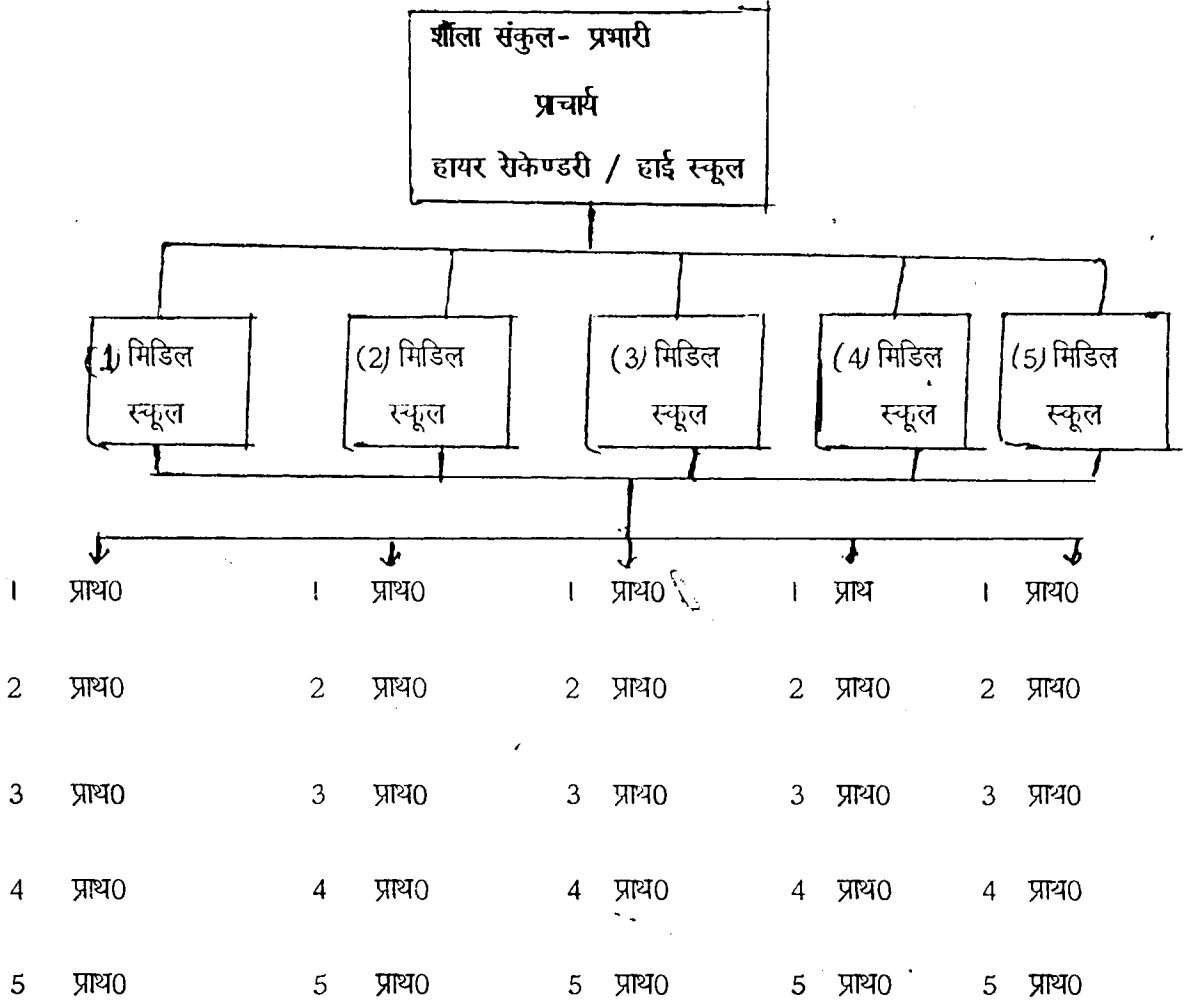 शाला संकुल- प्रभारी
प्राचार्य
हायर सेकेण्डरी / हाई स्कूल
(1) मिडिल स्कूल
(2) मिडिल स्कूल
(3) मिडिल स्कूल
(4) मिडिल स्कूल
(5) मिडिल स्कूल
1 प्राथ0 1 प्राथ0 1 प्राथ0 1 प्राथ 1 प्राथ0
2 प्राथ0 2 प्राथ0 2 प्राथ0 2 प्राथ0 2 प्राथ0
3 प्राथ0 3 प्राथ0 3 प्राथ0 3 प्राथ0 3 प्राथ0
4 प्राथ0 4 प्राथ0 4 प्राथ0 4 प्राथ0 4 प्राथ0
5 प्राथ0 5 प्राथ0 5 प्राथ0 5 प्राथ0 5 प्राथ0